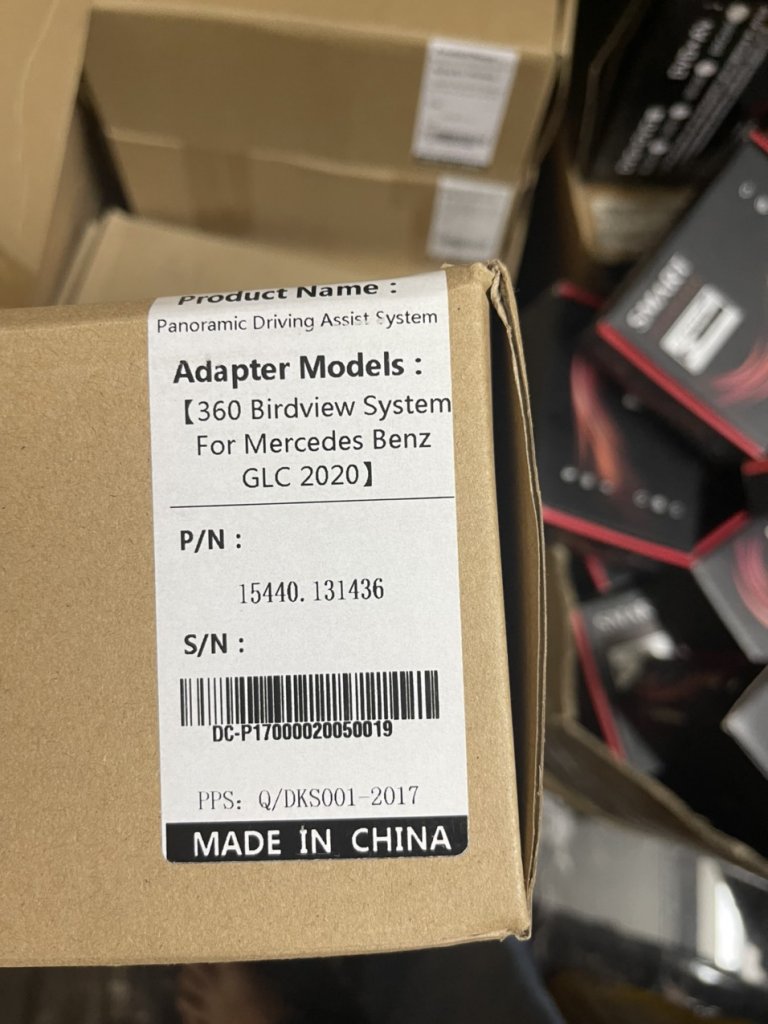 Product Name :
Panoramic Driving Assist System
Adapter Models :
【360 Birdview System
For Mercedes Benz
GLC 2020】
P/N :
15440. 131436
S/N :
DC-P17000020050019
PPS: Q/DKS001-2017
MADE IN CHINA
SMART